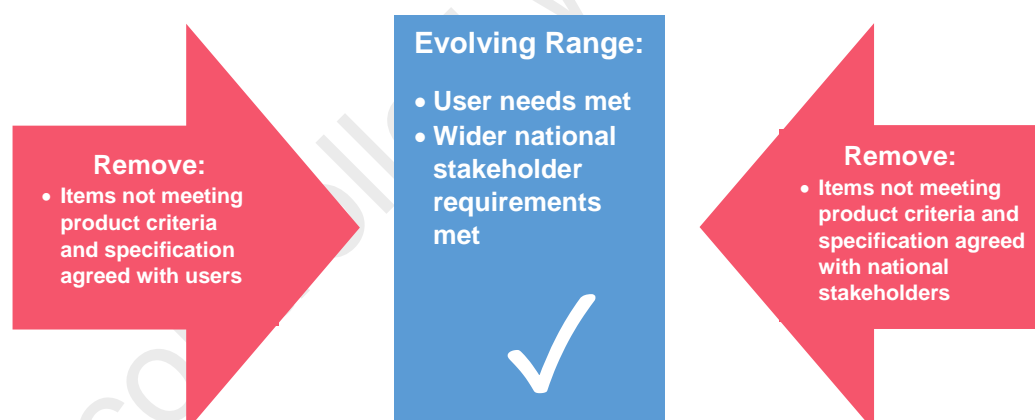 Remove:
• Items not meeting
product criteria
and specification
agreed with users
Evolving Range:
• User needs met
• Wider national
stakeholder
requirements
met
Remove:
• Items not meeting
product criteria and
specification agreed
with national
stakeholders